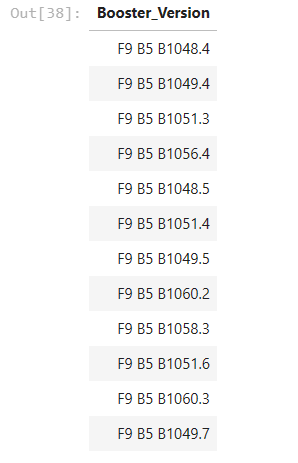 Out[38]: Booster_Version
F9 B5 B1048.4
F9 B5 B1049.4
F9 B5 B1051.3
F9 B5 B1056.4
F9 B5 B1048.5
F9 B5 B1051.4
F9 B5 B1049.5
F9 B5 B1060.2
F9 B5 B1058.3
F9 B5 B1051.6
F9 B5 B1060.3
F9 B5 B1049.7